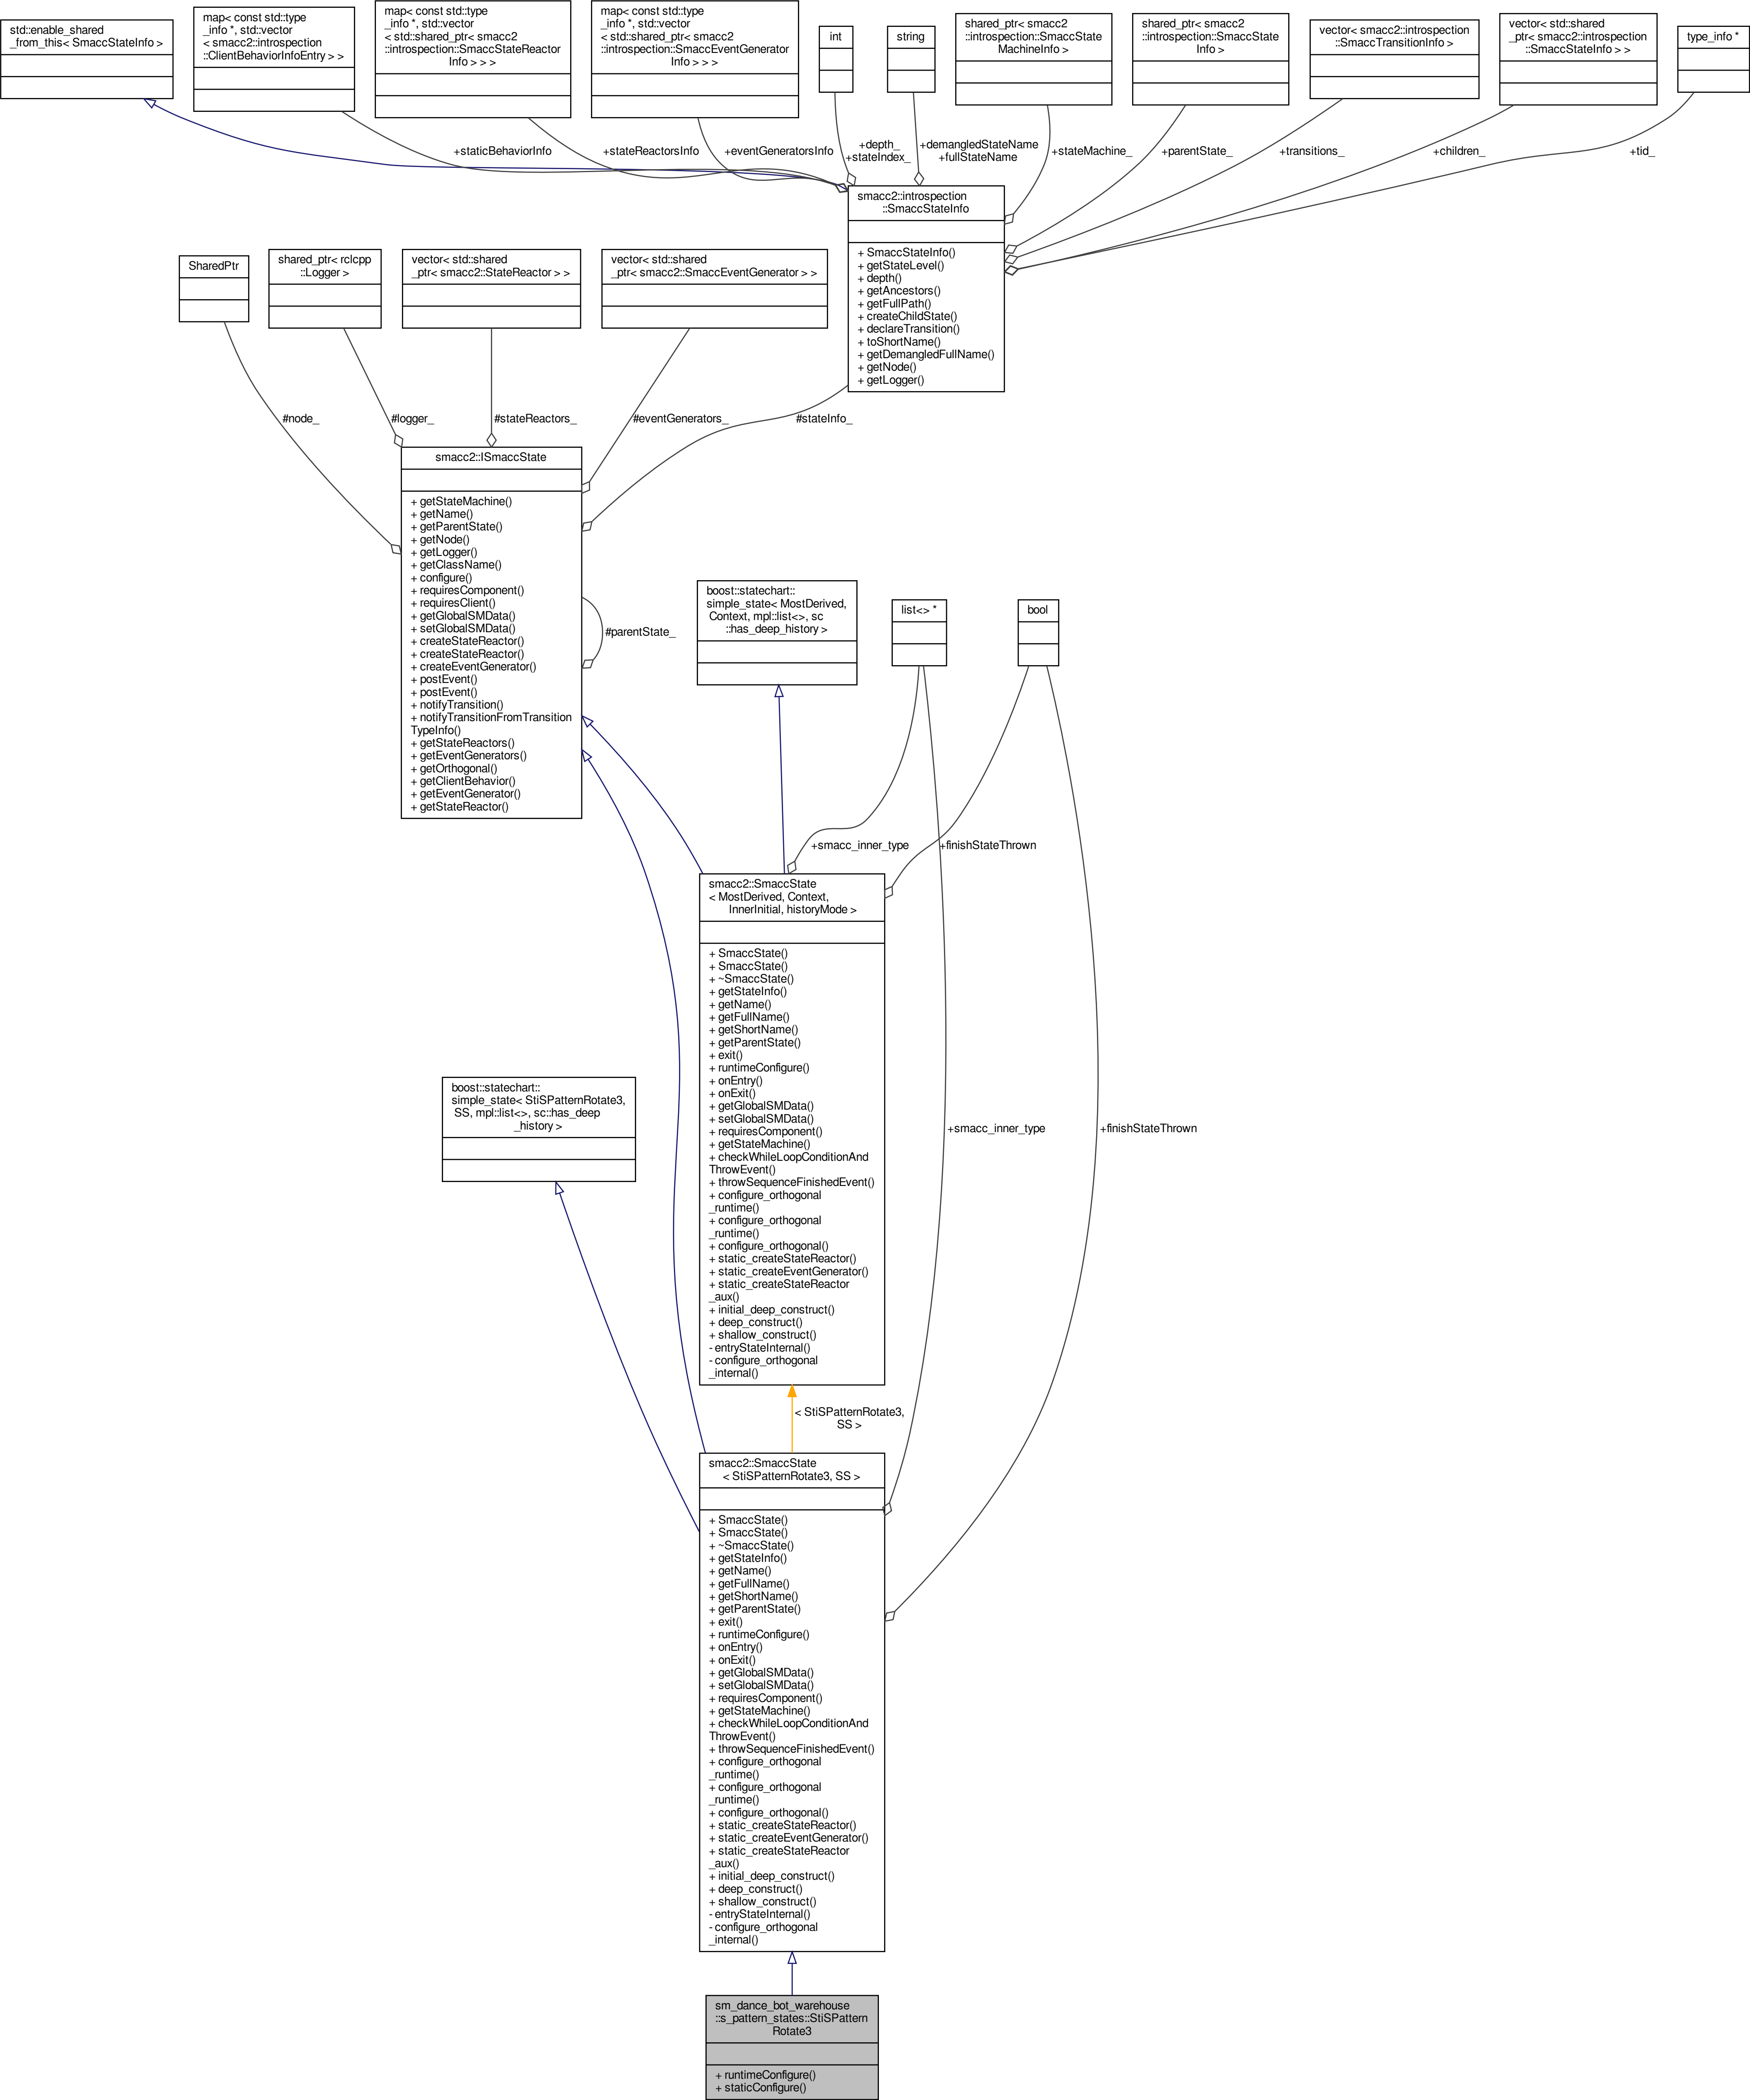 std::enable_shared
_from_this< SmaccStateInfo >
map< const std::type
_info *, std::vector
< smacc2::introspection
::ClientBehaviorInfoEntry > >
map< const std::type
_info *, std::vector
< std::shared_ptr< smacc2
::introspection::SmaccStateReactor
Info > > >
map< const std::type
_info *, std::vector
< std::shared_ptr< smacc2
::introspection::SmaccEventGenerator
Info > > >
int
string
shared_ptr< smacc2
::introspection::SmaccState
MachineInfo >
shared_ptr< smacc2
::introspection::SmaccState
Info >
vector< smacc2::introspection
::SmaccTransitionInfo >
vector< std::shared
_ptr< smacc2::introspection
::SmaccStateInfo > >
type_info *
+staticBehaviorInfo
+stateReactorsInfo
+eventGeneratorsInfo
+depth_
+stateIndex_
+demangledStateName
+fullStateName
+stateMachine_
+parentState_
+transitions_
+children_
+tid_
smacc2::introspection
::SmaccStateInfo
+ SmaccStateInfo()
+ getStateLevel()
+ depth()
+ getAncestors()
+ getFullPath()
+ createChildState()
+ declareTransition()
+ toShortName()
+ getDemangledFullName()
+ getNode()
+ getLogger()
SharedPtr
shared_ptr< rclcpp
::Logger >
vector< std::shared
_ptr< smacc2::StateReactor > >
vector< std::shared
_ptr< smacc2::SmaccEventGenerator > >
#node_
#logger_
#stateReactors_
#eventGenerators_
#stateInfo_
smacc2::ISmaccState
+ getStateMachine()
+ getName()
+ getParentState()
+ getNode()
+ getLogger()
+ getClassName()
+ configure()
+ requiresComponent()
+ requiresClient()
+ getGlobalSMData()
+ setGlobalSMData()
+ createStateReactor()
+ createStateReactor()
+ createEventGenerator()
+ postEvent()
+ postEvent()
+ notifyTransition()
+ notifyTransitionFromTransition
TypeInfo()
+ getStateReactors()
+ getEventGenerators()
+ getOrthogonal()
+ getClientBehavior()
+ getEventGenerator()
+ getStateReactor()
#parentState_
boost::statechart::
simple_state< MostDerived,
Context, mpl::list<>, sc
::has_deep_history >
list<> *
bool
+smacc_inner_type
+finishStateThrown
smacc2::SmaccState
< MostDerived, Context,
InnerInitial, historyMode >
+ SmaccState()
+ SmaccState()
+ ~SmaccState()
+ getStateInfo()
+ getName()
+ getFullName()
+ getShortName()
+ getParentState()
+ exit()
+ runtimeConfigure()
+ onEntry()
+ onExit()
+ getGlobalSMData()
+ setGlobalSMData()
+ requiresComponent()
+ getStateMachine()
+ checkWhileLoopConditionAnd
ThrowEvent()
+ throwSequenceFinishedEvent()
+ configure_orthogonal
_runtime()
+ configure_orthogonal
_runtime()
+ configure_orthogonal()
+ static_createStateReactor()
+ static_createEventGenerator()
+ static_createStateReactor
_aux()
+ initial_deep_construct()
+ deep_construct()
+ shallow_construct()
- entryStateInternal()
- configure_orthogonal
_internal()
boost::statechart::
simple_state< StiSPatternRotate3,
SS, mpl::list<>, sc::has_deep
_history >
+smacc_inner_type
+finishStateThrown
< StiSPatternRotate3,
SS >
smacc2::SmaccState
< StiSPatternRotate3, SS >
+ SmaccState()
+ SmaccState()
+ ~SmaccState()
+ getStateInfo()
+ getName()
+ getFullName()
+ getShortName()
+ getParentState()
+ exit()
+ runtimeConfigure()
+ onEntry()
+ onExit()
+ getGlobalSMData()
+ setGlobalSMData()
+ requiresComponent()
+ getStateMachine()
+ checkWhileLoopConditionAnd
ThrowEvent()
+ throwSequenceFinishedEvent()
+ configure_orthogonal
_runtime()
+ configure_orthogonal
_runtime()
+ configure_orthogonal()
+ static_createStateReactor()
+ static_createEventGenerator()
+ static_createStateReactor
_aux()
+ initial_deep_construct()
+ deep_construct()
+ shallow_construct()
- entryStateInternal()
- configure_orthogonal
_internal()
sm_dance_bot_warehouse
::s_pattern_states::StiSPattern
Rotate3
+ runtimeConfigure()
+ staticConfigure()